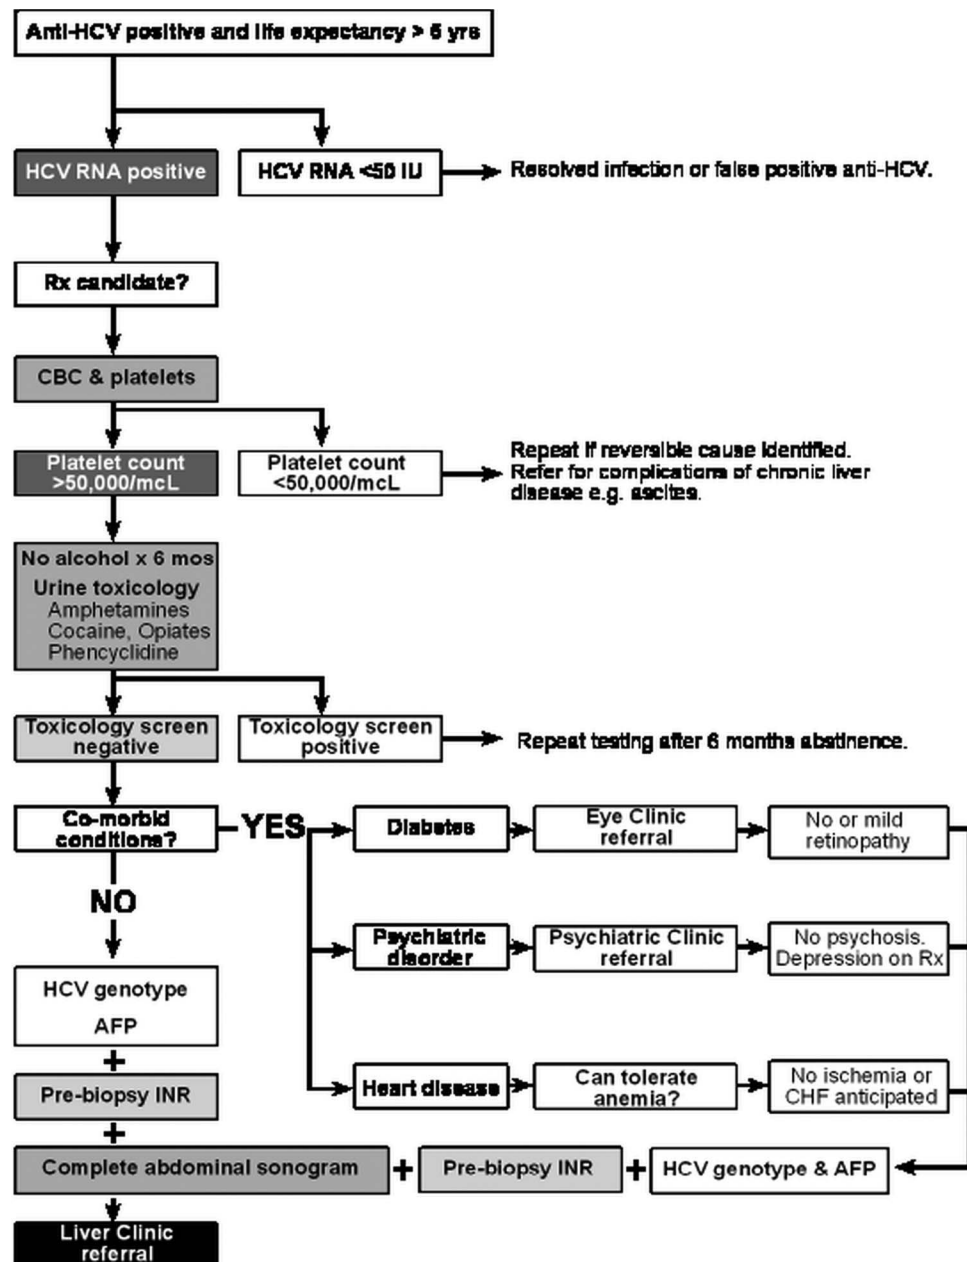 Anti-HCV positive and life expectancy > 5 yrs
HCV RNA positive
HCV RNA <50 IU
Resolved infection or false positive anti-HCV.
Rx candidate?
CBC & platelets
Platelet count
>50,000/mcL
Platelet count
<50,000/mcL
Repeat if reversible cause identified.
Refer for complications of chronic liver
disease e.g. ascites.
No alcohol x 6 mos
Urine toxicology
Amphetamines
Cocaine, Opiates
Phencyclidine
Toxicology screen
negative
Toxicology screen
positive
Repeat testing after 6 months abstinence.
Co-morbid
conditions?
YES
Diabetes
Eye Clinic
referral
No or mild
retinopathy
NO
Psychiatric
disorder
Psychiatric Clinic
referral
No psychosis.
Depression on Rx
HCV genotype
AFP
+
Pre-biopsy INR
+
Heart disease
Can tolerate
anemia?
No ischemia or
CHF anticipated
Complete abdominal sonogram + Pre-biopsy INR + HCV genotype & AFP
Liver Clinic
referral